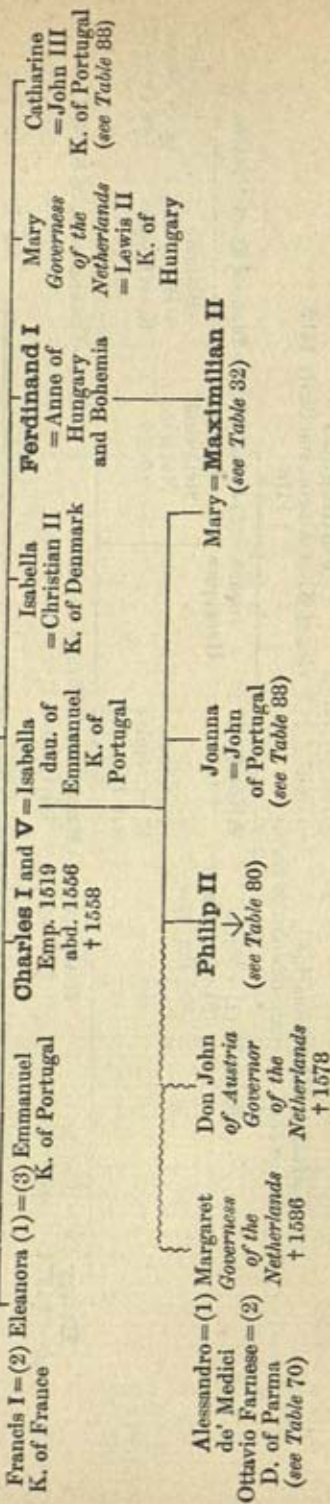 Francis I=(2) Eleanora (1)=(3) Emmanuel
K. of France
K. of Portugal
Charles I and V=Isabella
Emp. 1519
abd. 1556
† 1558
dau. of
Emmanuel
K. of
Portugal
Isabella
=Christian II
K. of Denmark
Ferdinand I
=Anne of
Hungary
and Bohemia
Mary
Governess
of the
Netherlands
=Lewis II
K. of
Hungary
Catharine
=John III
K. of Portugal
(see Table 88)
Alessandro=(1) Margaret
de' Medici
Ottavio Farnese=(2)
D. of Parma
(see Table 70)
Governess
of the
Netherlands
† 1586
Don John
of Austria
Governor
of the
Netherlands
† 1578
Philip II
(see Table 80)
Joanna
=John
of Portugal
(see Table 88)
Mary=Maximilian II
(see Table 32)